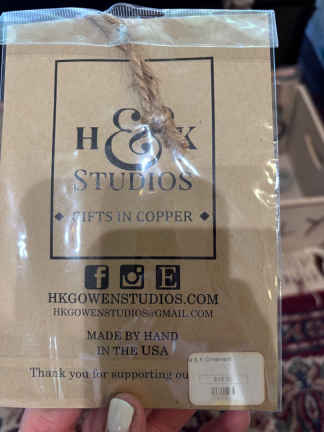 H & K
STUDIOS
GIFTS IN COPPER
f E
HKGOWENSTUDIOS.COM
HKGOWENSTUDIOS@GMAIL.COM
MADE BY HAND
IN THE USA
Thank you for supporting ou